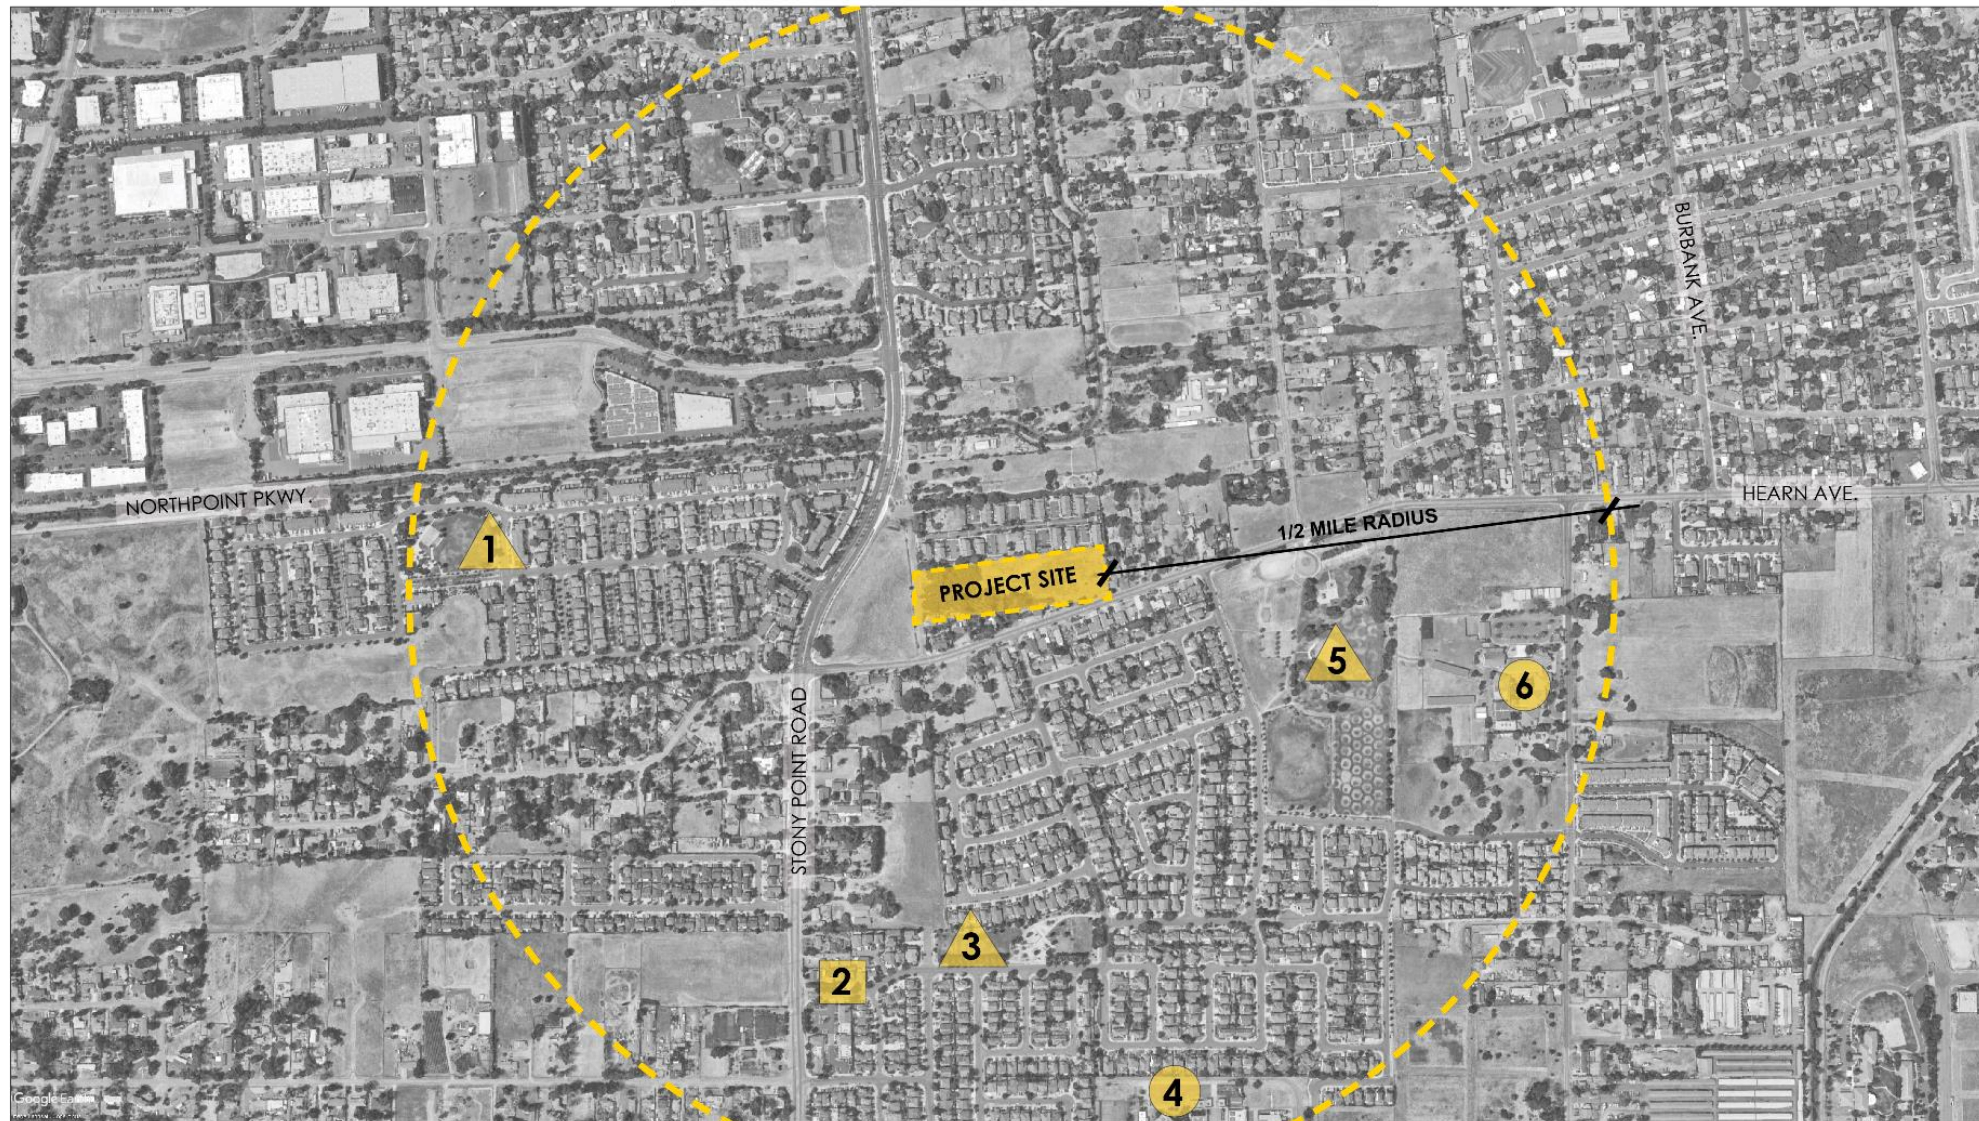 BURBANK AVE.
NORTHPOINT PKWY.
HEARN AVE.
1/2 MILE RADIUS
1
PROJECT SITE
5
6
STONY POINT ROAD
3
2
4
Google Earth